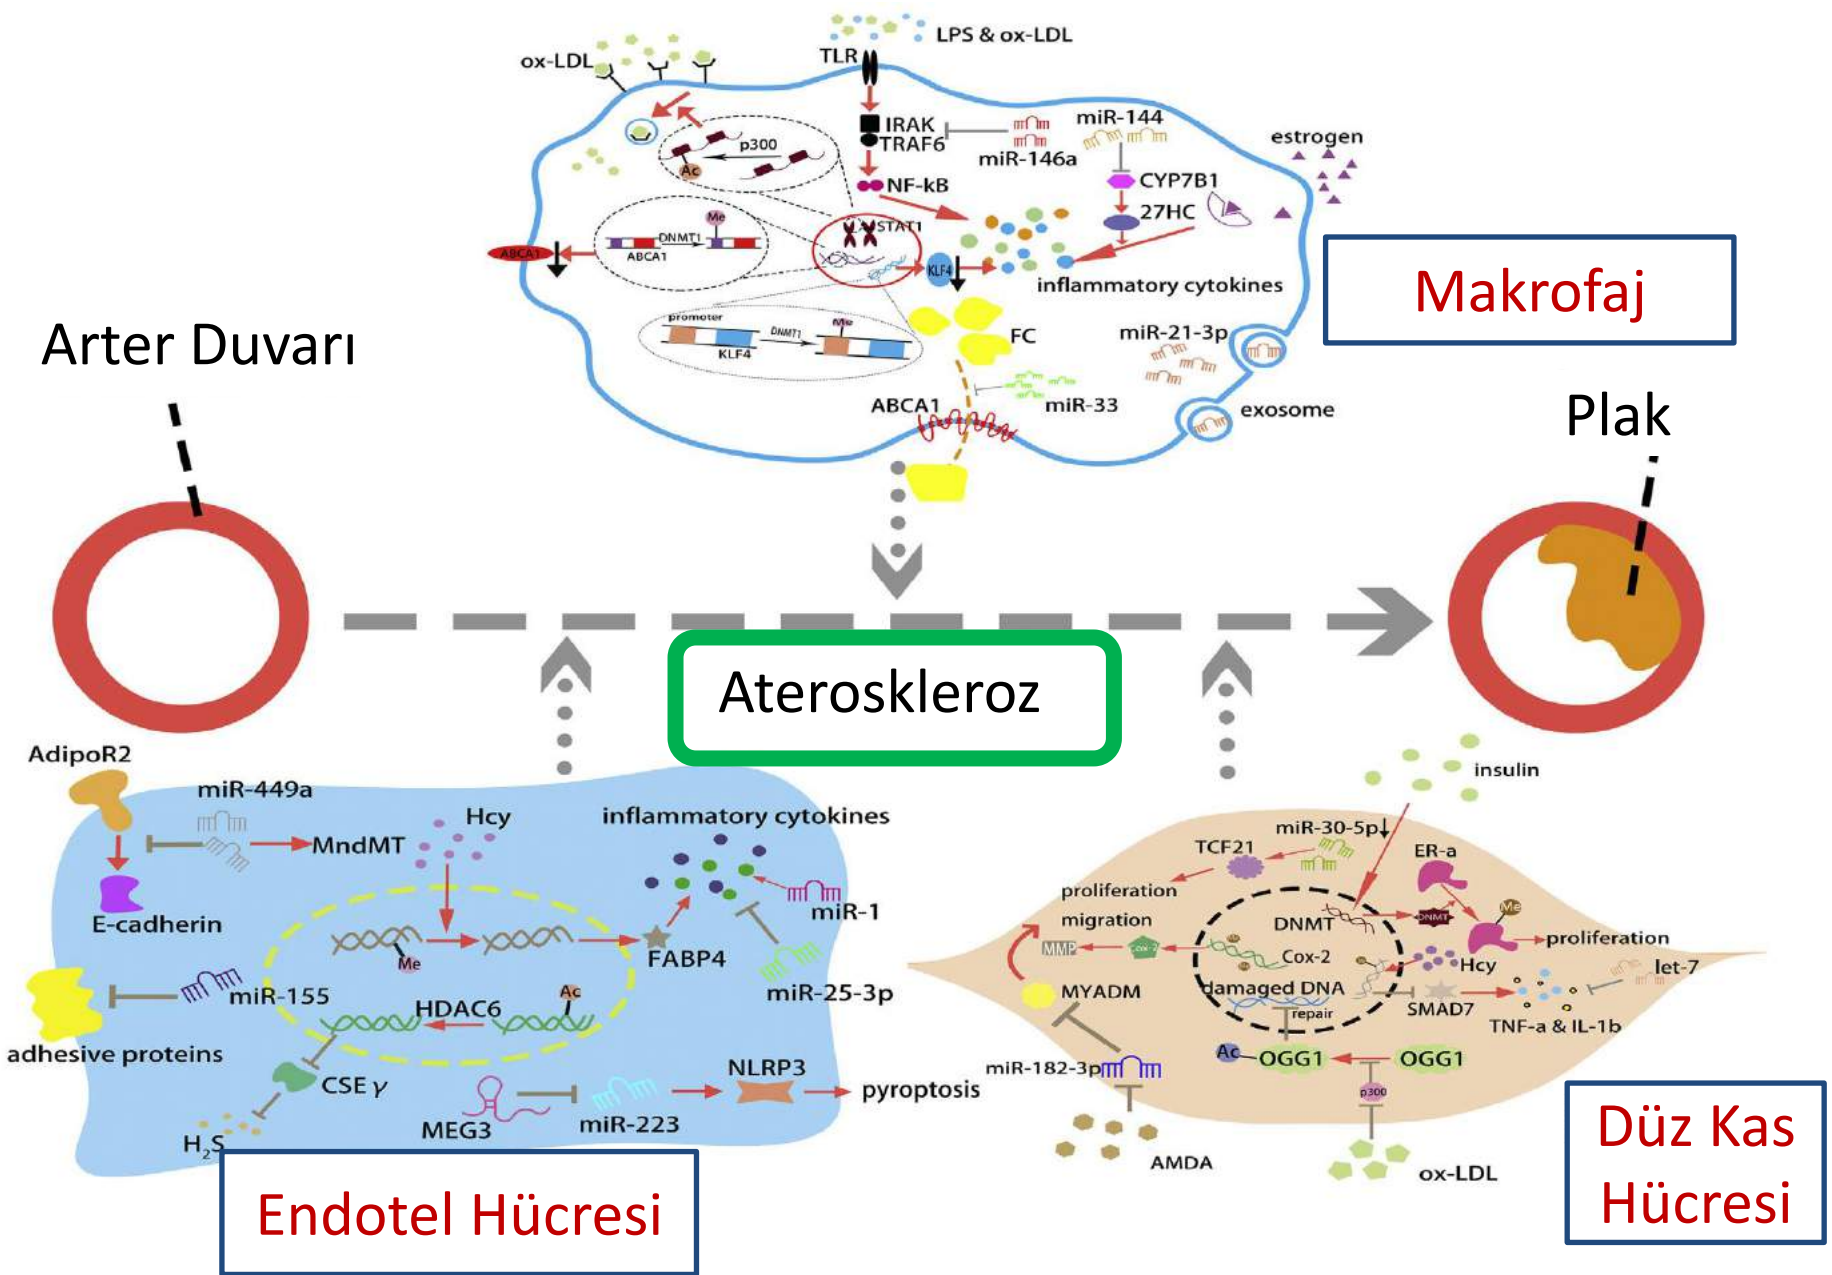 LPS & ox-LDL
ox-LDL
TLR
IRAK
TRAF6
miR-146a
miR-144
estrogen
p300
Ac
NF-kB
CYP7B1
27HC
Me
DNMT1
ABCA1
ABCA1
STAT1
KLF4
inflammatory cytokines
promoter
DNMT1
Me
KLF4
FC
miR-21-3p
miR-33
ABCA1
exosome
Makrofaj
Arter Duvarı
Plak
Ateroskleroz
AdipoR2
miR-449a
MndMT
Hcy
inflammatory cytokines
E-cadherin
miR-1
Me
FABP4
miR-25-3p
miR-155
adhesive proteins
HDAC6
Ac
CSE γ
H2S
MEG3
miR-223
NLRP3
pyroptosis
Endotel Hücresi
insulin
miR-30-5p↓
TCF21
ER-a
proliferation
migration
DNMT
DNMT
Me
proliferation
MMP
Cox-2
Cox-2
Hcy
let-7
MYADM
damaged DNA
repair
SMAD7
TNF-a & IL-1b
Ac
OGG1
OGG1
miR-182-3p
p300
AMDA
ox-LDL
Düz Kas
Hücresi